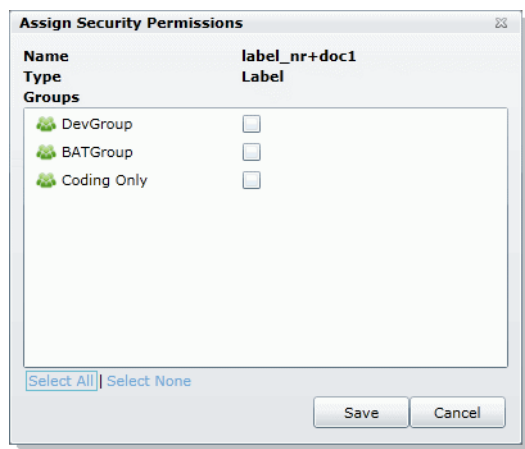 Assign Security Permissions
Name label_nr+doc1
Type Label
Groups
DevGroup
BATGroup
Coding Only
Select All | Select None
Save Cancel